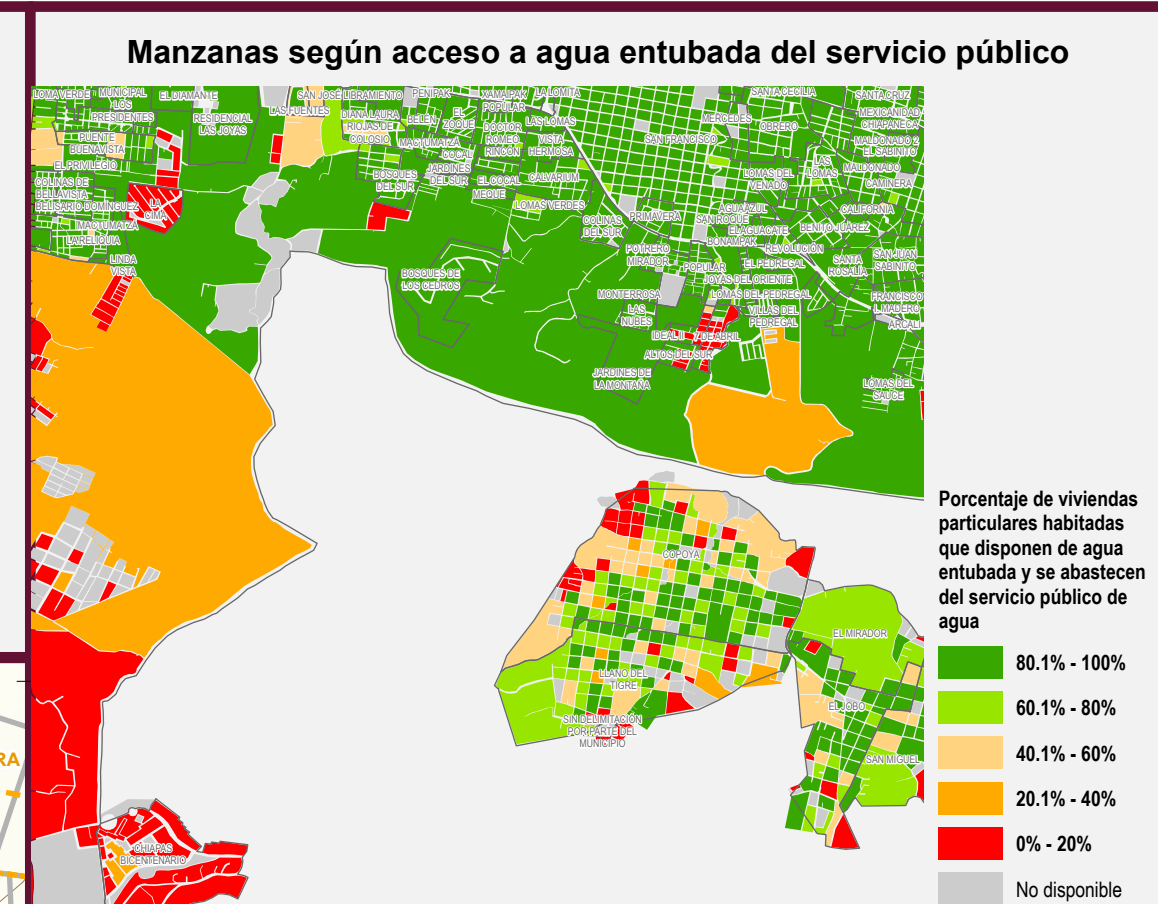 Manzanas según acceso a agua entubada del servicio público
LOMA VERDE
MUNICIPAL
LOS
PRESIDENTES
EL DIAMANTE
RESIDENCIAL
LAS JOYAS
PUENTE
BUENAVISTA
EL PRIVILEGIO
COLINAS DE
BELLAVISTA
BELISARIO DOMINGUEZ
LA
CIMA
MACTUMATZA
LA RELIQUIA
LINDA
VISTA
LAS FUENTES
SAN JOSÉ
LIBRAMIENTO
DIANA LAURA
RIOJAS DE
COLOSIO
PENIPAK
BELEN
MACTUMATZA
EL
ZOQUE
COCAL
JARDINES
DEL SUR
BOSQUES
DEL SUR
XAMAIPAK
POPULAR
DOCTOR
ROMEO
RINCON
EL COCAL
MEQUE
LA LOMITA
LAS LOMAS
VISTA
HERMOSA
CALVARIUM
LOMAS VERDES
COLINAS
DEL SUR
BOSQUES DE
LOS CEDROS
SAN FRANCISCO
MERCEDES
SANTA CECILIA
OBRERO
SANTA CRUZ
MEXICANIDAD
CHIAPANECA
MALDONADO 2
EL SABINITO
LAS
LOMAS
MALDONADO
CAMINERA
LOMAS DEL
VENADO
CALIFORNIA
AGUA AZUL
SAN ROQUE
EL AGUACATE
BENITO JUÁREZ
PRIMAVERA
BONAMPAK
REVOLUCIÓN
POTRERO
MIRADOR
POPULAR
EL PEDREGAL
JOYAS DEL ORIENTE
SANTA
ROSALIA
SAN JUAN
SABINITO
MONTERROSA
LOMAS DEL PEDREGAL
FRANCISCO
I. MADERO
LAS
NUBES
VILLAS DEL
PEDREGAL
ARCALI
IDEAL II
7 DE ABRIL
ALTOS DEL SUR
JARDINES DE
LA MONTAÑA
LOMAS DEL
SAUCE
COPOYA
EL MIRADOR
LLANO DEL
TIGRE
EL JOBO
SIN DELIMITACIÓN
POR PARTE DEL
MUNICIPIO
SAN MIGUEL
CHIAPAS
BICENTENARIO
RA
Porcentaje de viviendas
particulares habitadas
que disponen de agua
entubada y se abastecen
del servicio público de
agua
80.1% - 100%
60.1% - 80%
40.1% - 60%
20.1% - 40%
0% - 20%
No disponible